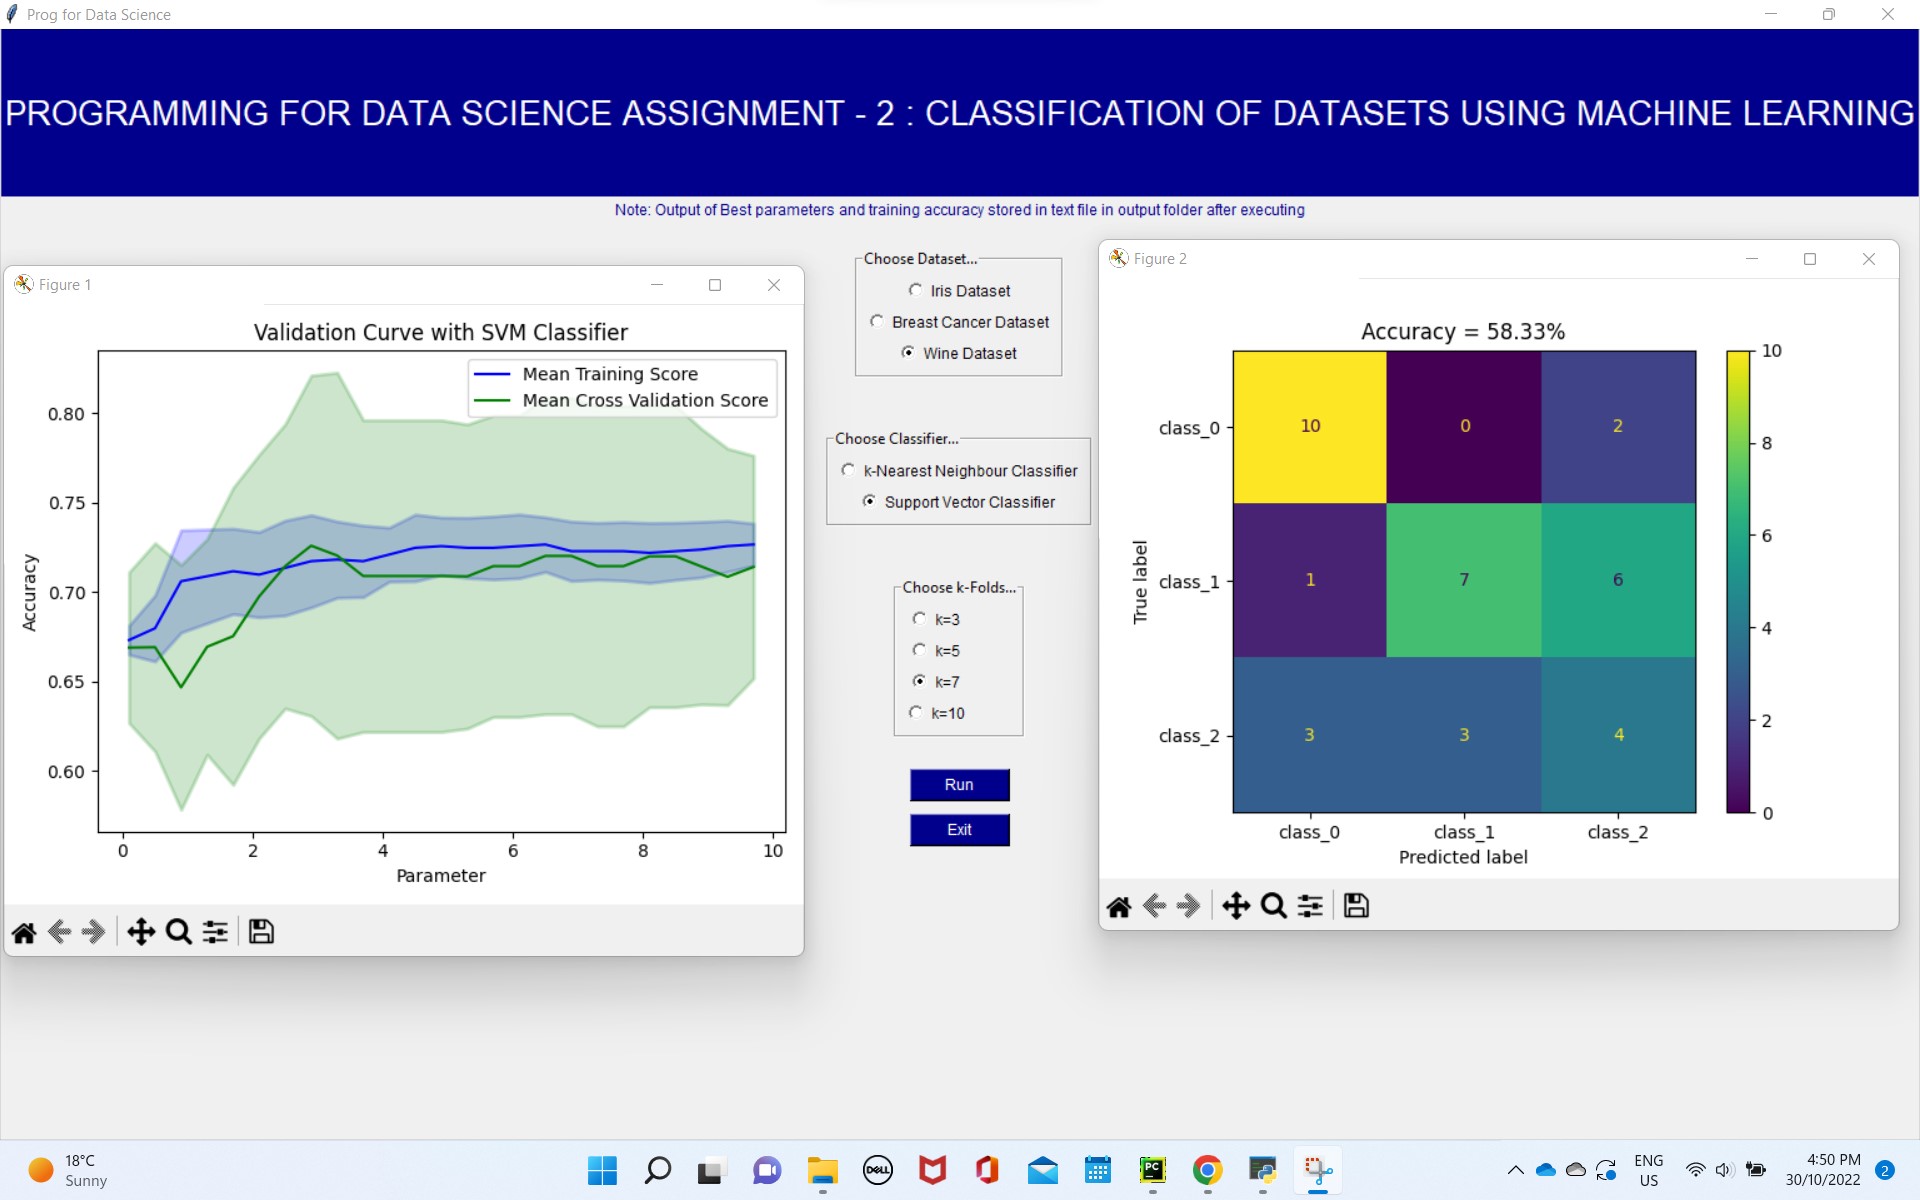 Prog for Data Science
PROGRAMMING FOR DATA SCIENCE ASSIGNMENT - 2 : CLASSIFICATION OF DATASETS USING MACHINE LEARNING
Note: Output of Best parameters and training accuracy stored in text file in output folder after executing
Figure 1
Validation Curve with SVM Classifier
Mean Training Score
Mean Cross Validation Score
Accuracy
0.80
0.75
0.70
0.65
0.60
0 2 4 6 8 10
Parameter
Choose Dataset...
Iris Dataset
Breast Cancer Dataset
Wine Dataset
Choose Classifier...
k-Nearest Neighbour Classifier
Support Vector Classifier
Choose k-Folds...
k=3
k=5
k=7
k=10
Run
Exit
Figure 2
Accuracy = 58.33%
True label
class_0 10 0 2
class_1 1 7 6
class_2 3 3 4
class_0 class_1 class_2
Predicted label
10
8
6
4
2
0
18°C
Sunny
DELL
PC
ENG
US
4:50 PM
30/10/2022
2